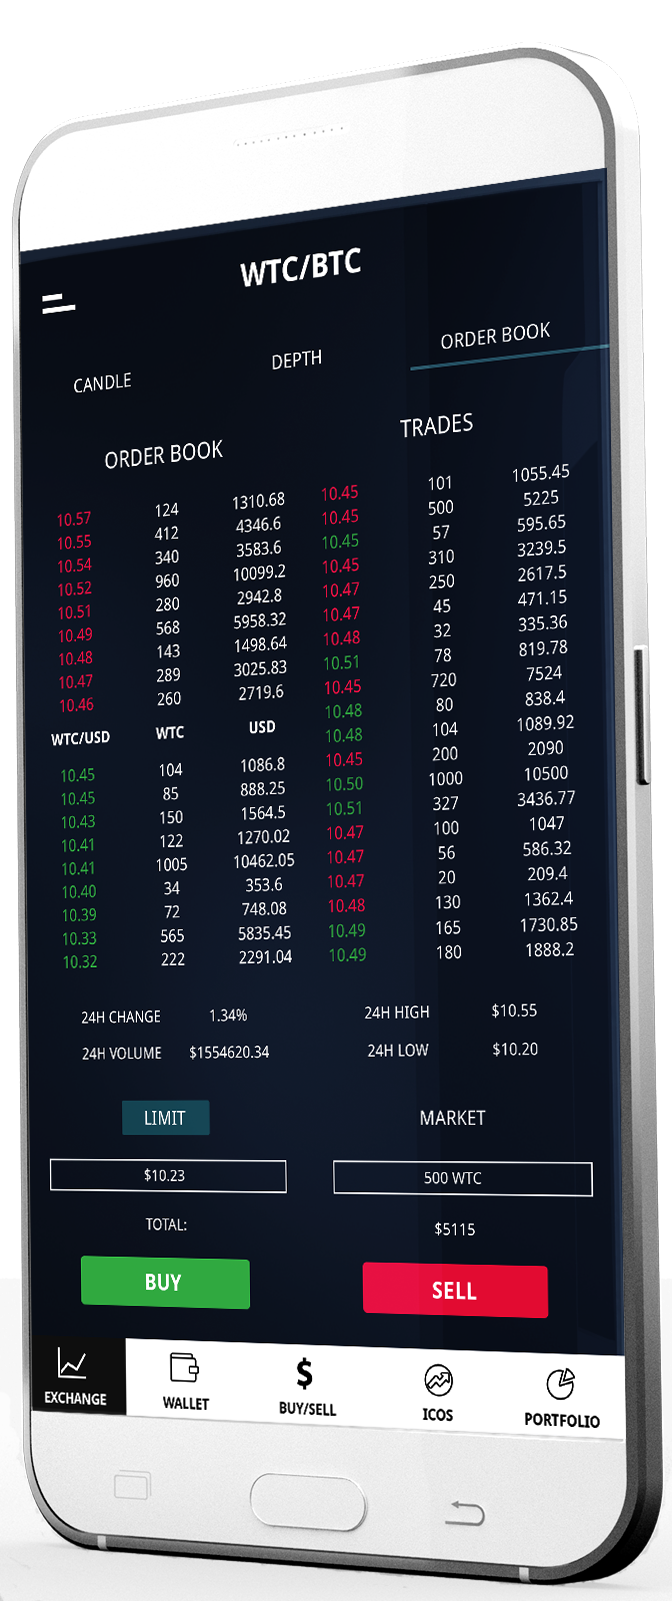 WTC/BTC
CANDLE DEPTH ORDER BOOK
ORDER BOOK
10.57 124 1310.68
10.55 412 4346.6
10.54 340 3583.6
10.52 960 10099.2
10.51 280 2942.8
10.49 568 5958.32
10.48 143 1498.64
10.47 289 3025.83
10.46 260 2719.6
WTC/USD WTC USD
10.45 104 1086.8
10.45 85 888.25
10.43 150 1564.5
10.41 122 1270.02
10.41 1005 10462.05
10.40 34 353.6
10.39 72 748.08
10.33 565 5835.45
10.32 222 2291.04
TRADES
10.45 101 1055.45
10.45 500 5225
10.45 57 595.65
10.45 310 3239.5
10.47 250 2617.5
10.47 45 471.15
10.48 32 335.36
10.51 78 819.78
10.45 720 7524
10.48 80 838.4
10.48 104 1089.92
10.45 200 2090
10.50 1000 10500
10.51 327 3436.77
10.47 100 1047
10.47 56 586.32
10.47 20 209.4
10.48 130 1362.4
10.49 165 1730.85
10.49 180 1888.2
24H CHANGE 1.34% 24H HIGH $10.55
24H VOLUME $1554620.34 24H LOW $10.20
LIMIT MARKET
$10.23 500 WTC
TOTAL: $5115
BUY SELL
EXCHANGE WALLET BUY/SELL ICOS PORTFOLIO